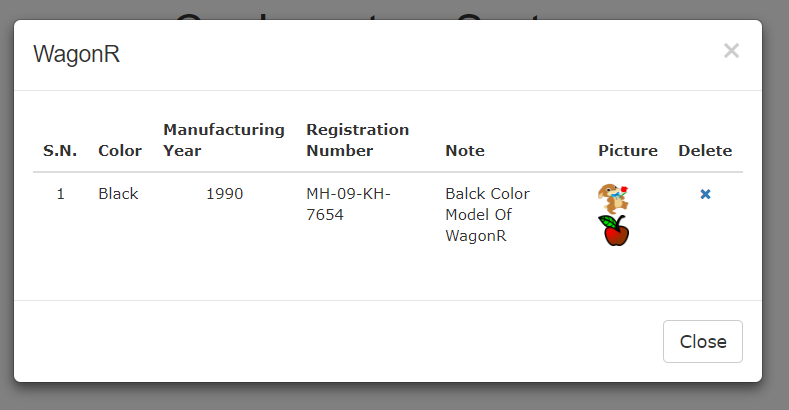 WagonR
×
S.N. Color Manufacturing Year Registration Number Note Picture Delete
1 Black 1990 MH-09-KH-7654 Balck Color Model Of WagonR
Close